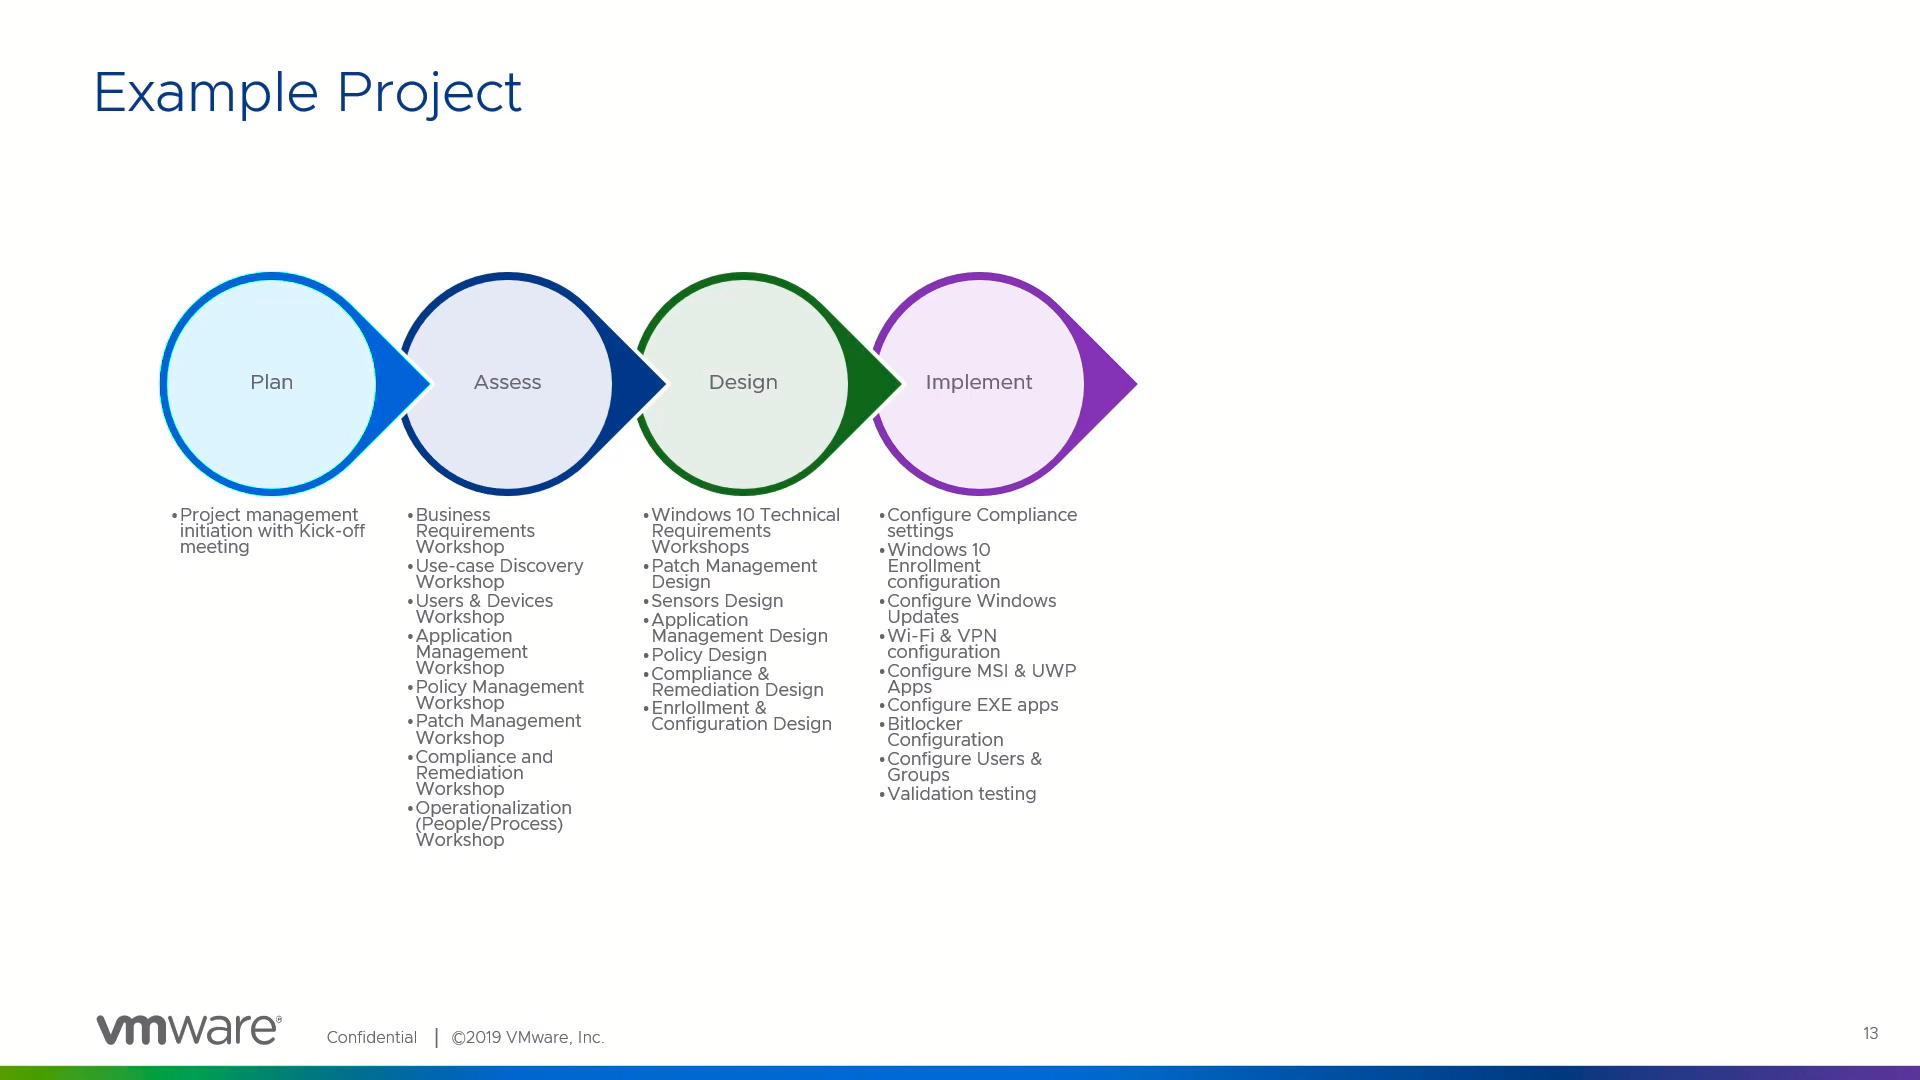 Example Project
Plan
Assess
Design
Implement
•Project management
initiation with Kick-off
meeting
•Business
Requirements
Workshop
•Use-case Discovery
Workshop
•Users & Devices
Workshop
•Application
Management
Workshop
•Policy Management
Workshop
•Patch Management
Workshop
•Compliance and
Remediation
Workshop
•Operationalization
(People/Process)
Workshop
•Windows 10 Technical
Requirements
Workshops
•Patch Management
Design
•Sensors Design
•Application
Management Design
•Policy Design
•Compliance &
Remediation Design
•Enrlollment &
Configuration Design
•Configure Compliance
settings
•Windows 10
Enrollment
configuration
•Configure Windows
Updates
•Wi-Fi & VPN
configuration
•Configure MSI & UWP
Apps
•Configure EXE apps
•Bitlocker
Configuration
•Configure Users &
Groups
•Validation testing
vmware®
Confidential | ©2019 VMware, Inc.
13